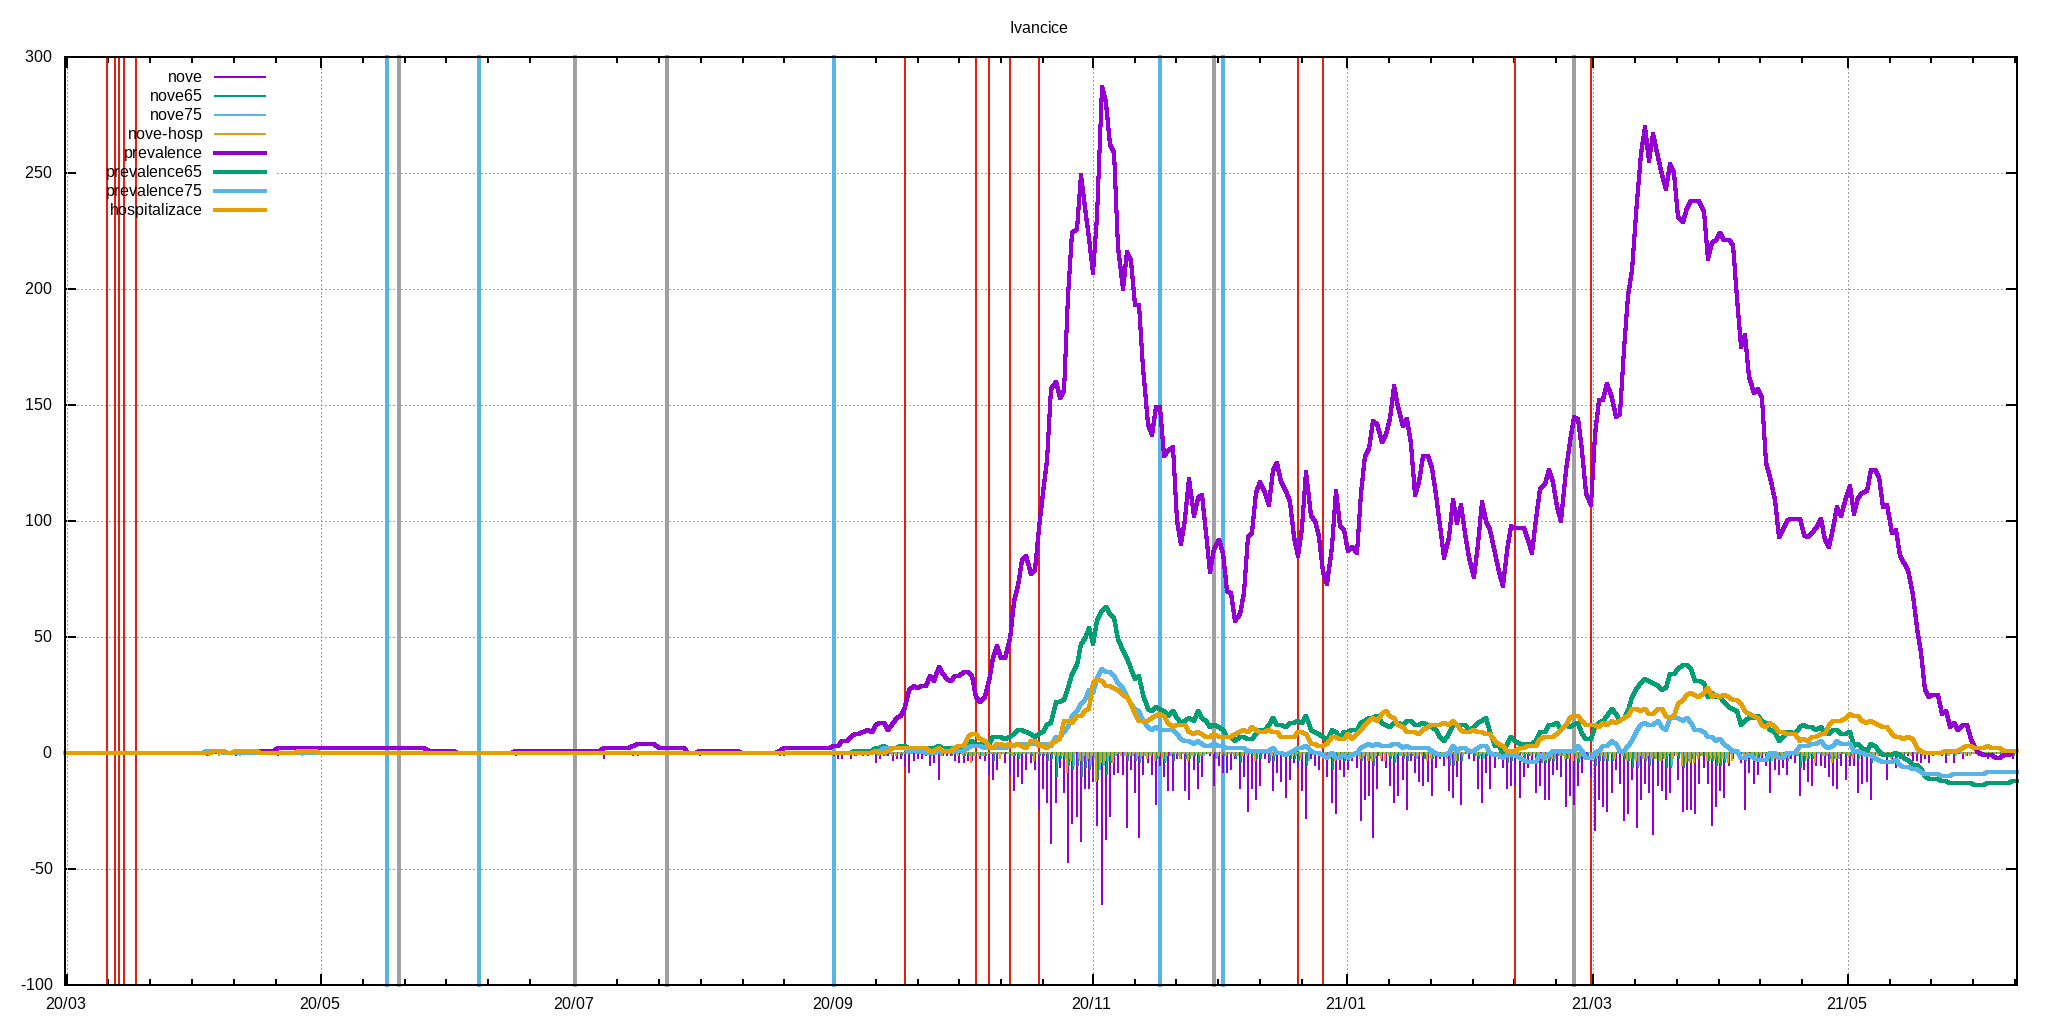 Ivancice
300
250
200
150
100
50
0
-50
-100
nove
nove65
nove75
nove-hosp
prevalence
prevalence65
prevalence75
hospitalizace
20/03 20/05 20/07 20/09 20/11 21/01 21/03 21/05